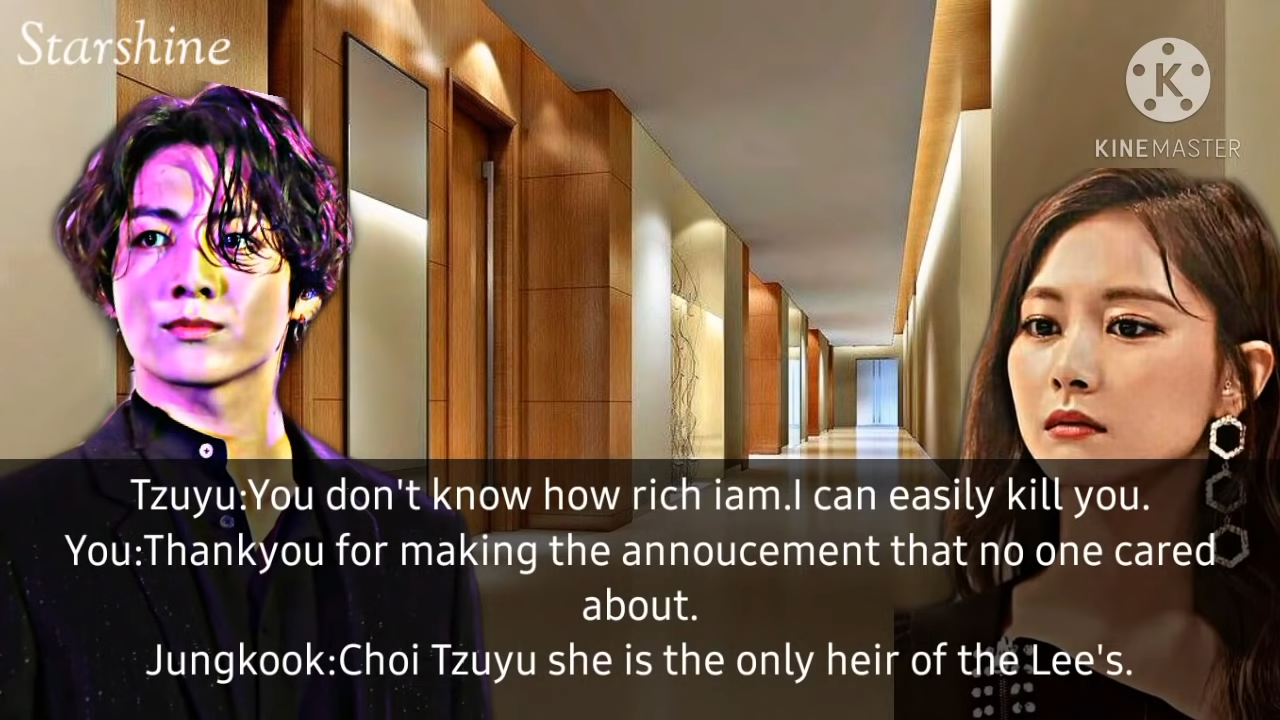 Starshine
KINEMASTER
Tzuyu:You don't know how rich iam.I can easily kill you.
You:Thankyou for making the annoucement that no one cared
about.
Jungkook:Choi Tzuyu she is the only heir of the Lee's.